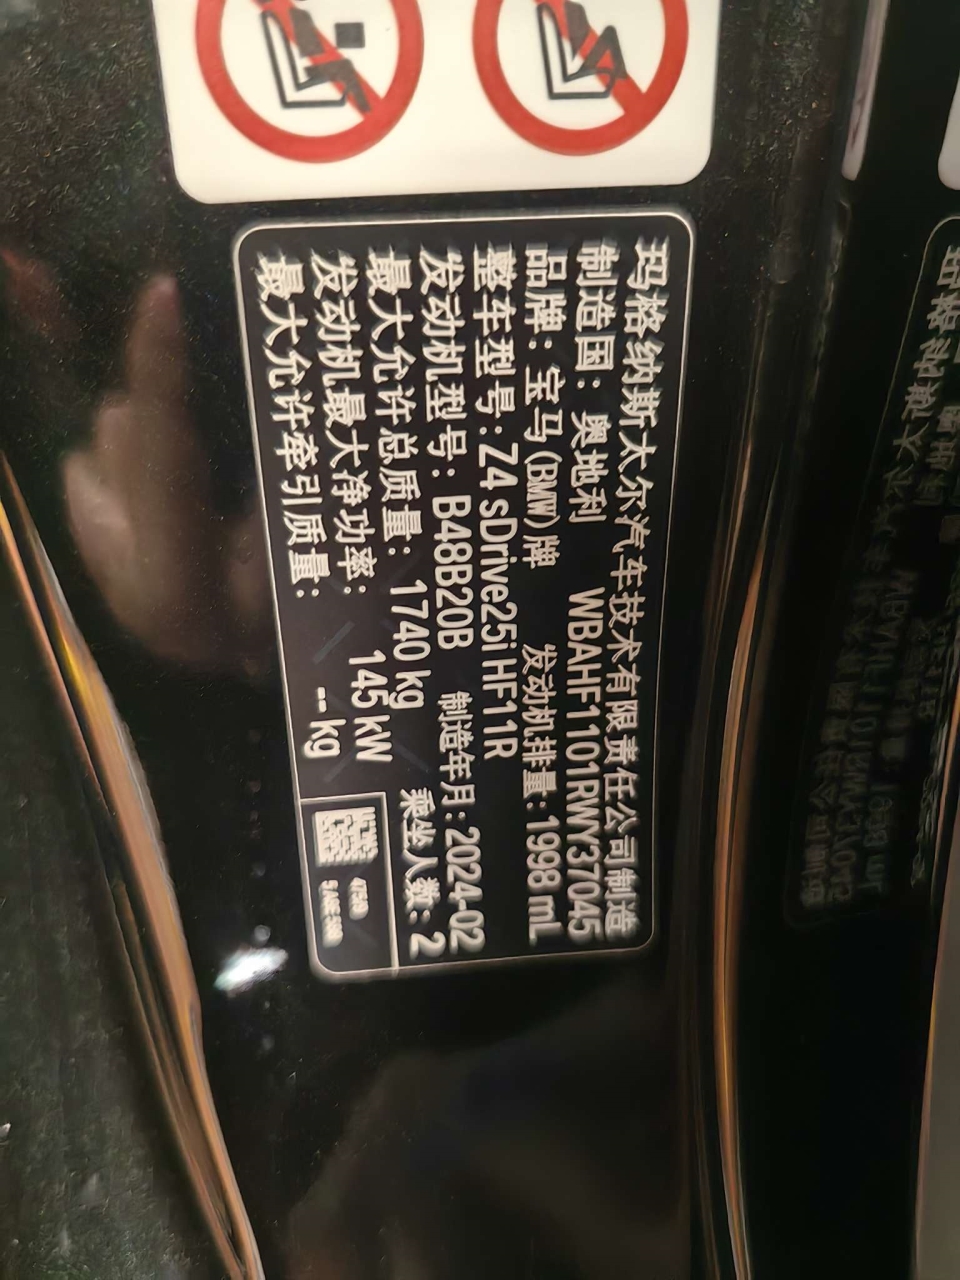 玛格纳斯太尔汽车技术有限责任公司制造
制造国：奥地利 WBAHF1101RWY37045
品牌：宝马(BMW)牌 发动机排量：1998 mL
整车型号：Z4 sDrive25i HF11R
发动机型号：B48B20B 制造年月：2024-02
最大允许总质量：1740 kg 乘坐人数：2
发动机最大净功率：145 kW
最大允许牵引质量：-- kg